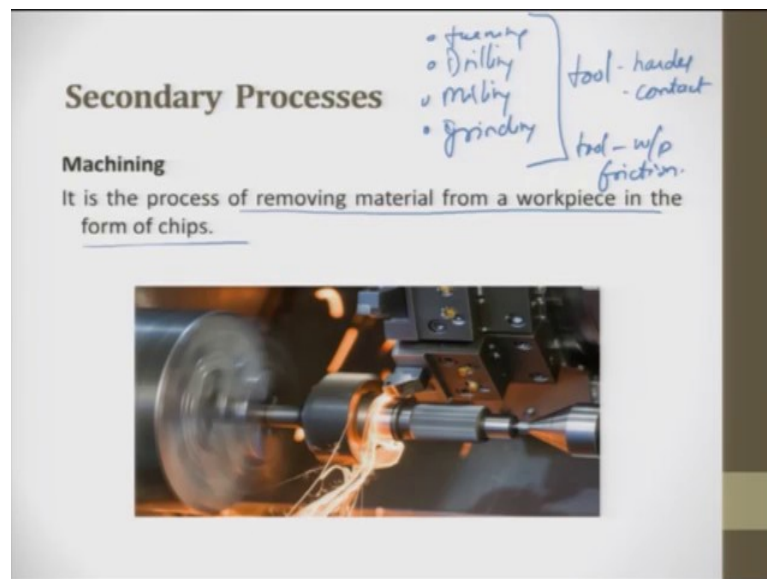 • turning
• Drilling
• Milling
• grinding
tool - harder
- contact
tool - w/p
friction.
Secondary Processes
Machining
It is the process of removing material from a workpiece in the
form of chips.